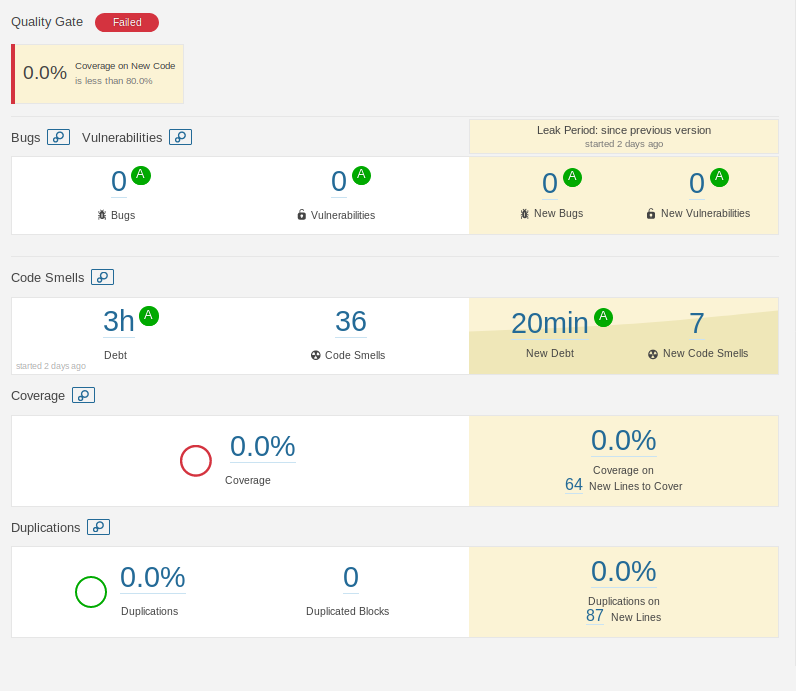 Quality Gate Failed
0.0% Coverage on New Code
is less than 80.0%
Bugs Vulnerabilities
Leak Period: since previous version
started 2 days ago
0 A
Bugs
0 A
Vulnerabilities
0 A
New Bugs
0 A
New Vulnerabilities
Code Smells
3h A
Debt
started 2 days ago
36
Code Smells
20min A
New Debt
7
New Code Smells
Coverage
0.0%
Coverage
0.0%
Coverage on
64 New Lines to Cover
Duplications
0.0%
Duplications
0
Duplicated Blocks
0.0%
Duplications on
87 New Lines